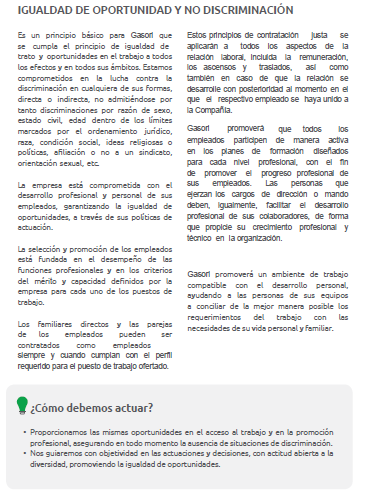 IGUALDAD DE OPORTUNIDAD Y NO DISCRIMINACIÓN
Es un principio básico para Gasori que
se cumpla el principio de igualdad de
trato y oportunidades en el trabajo a todos
los efectos y en todos sus ámbitos. Estamos
comprometidos en la lucha contra la
discriminación en cualquiera de sus formas,
directa o indirecta, no admitiéndose por
tanto discriminaciones por razón de sexo,
estado civil, edad dentro de los límites
marcados por el ordenamiento jurídico,
raza, condición social, ideas religiosas o
políticas, afiliación o no a un sindicato,
orientación sexual, etc.
La empresa está comprometida con el
desarrollo profesional y personal de sus
empleados, garantizando la igualdad de
oportunidades, a través de sus políticas de
actuación.
La selección y promoción de los empleados
está fundada en el desempeño de las
funciones profesionales y en los criterios
del mérito y capacidad definidos por la
empresa para cada uno de los puestos de
trabajo.
Los familiares directos y las parejas
de los empleados pueden ser
contratados como empleados
siempre y cuando cumplan con el perfil
requerido para el puesto de trabajo ofertado.
Estos principios de contratación justa se
aplicarán a todos los aspectos de la
relación laboral, incluida la remuneración,
los ascensos y traslados, así como
también en caso de que la relación se
desarrolle con posterioridad al momento en el
que el respectivo empleado se haya unido a
la Compañía.
Gasori promoverá que todos los
empleados participen de manera activa
en los planes de formación diseñados
para cada nivel profesional, con el fin
de promover el progreso profesional de
sus empleados. Las personas que
ejerzan los cargos de dirección o mando
deben, igualmente, facilitar el desarrollo
profesional de sus colaboradores, de forma
que propicie su crecimiento profesional y
técnico en la organización.
Gasori promoverá un ambiente de trabajo
compatible con el desarrollo personal,
ayudando a las personas de sus equipos
a conciliar de la mejor manera posible los
requerimientos del trabajo con las
necesidades de su vida personal y familiar.
¿Cómo debemos actuar?
• Proporcionamos las mismas oportunidades en el acceso al trabajo y en la promoción
profesional, asegurando en todo momento la ausencia de situaciones de discriminación.
• Nos guiaremos con objetividad en las actuaciones y decisiones, con actitud abierta a la
diversidad, promoviendo la igualdad de oportunidades.